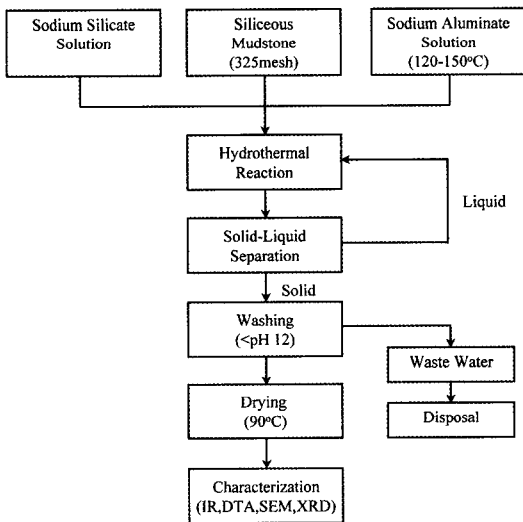 Sodium Silicate
Solution
Siliceous
Mudstone
(325mesh)
Sodium Aluminate
Solution
(120-150°C)
Hydrothermal
Reaction
Liquid
Solid-Liquid
Separation
Solid
Washing
(<pH 12)
Waste Water
Drying
(90°C)
Disposal
Characterization
(IR,DTA,SEM,XRD)